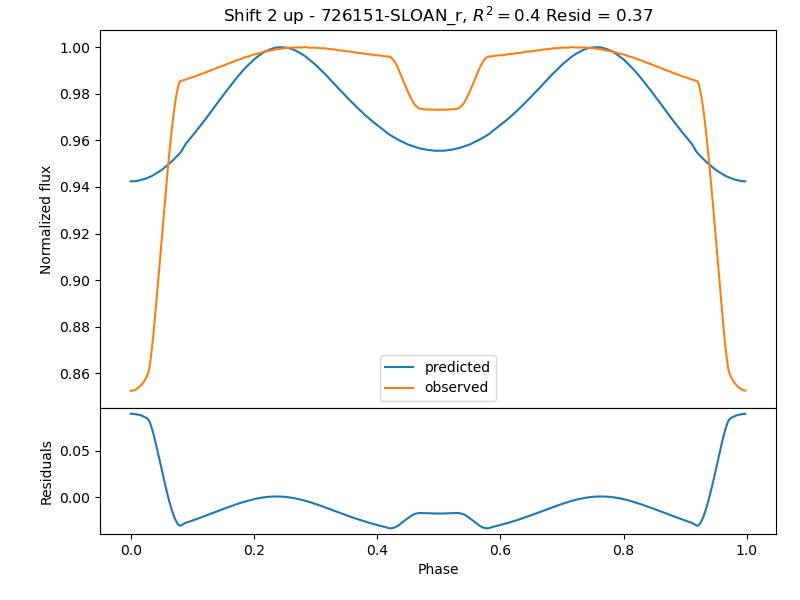 Shift 2 up - 726151-SLOAN_r, R² = 0.4 Resid = 0.37
1.00
0.98
0.96
0.94
0.92
0.90
0.88
0.86
Normalized flux
predicted
observed
0.05
0.00
Residuals
0.0 0.2 0.4 0.6 0.8 1.0
Phase